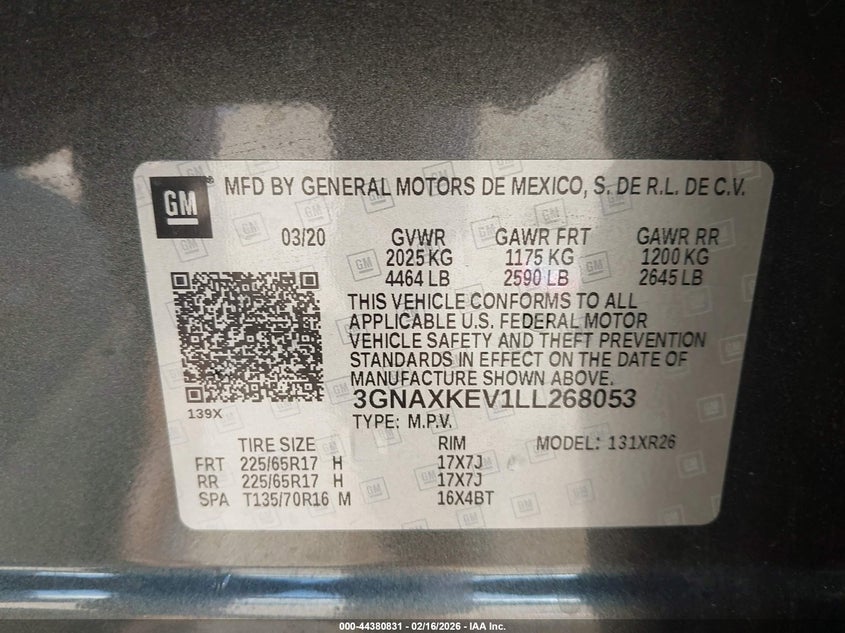 GM MFD BY GENERAL MOTORS DE MEXICO, S. DE R.L. DE C.V.
03/20 GVWR GAWR FRT GAWR RR
2025 KG 1175 KG 1200 KG
4464 LB 2590 LB 2645 LB
THIS VEHICLE CONFORMS TO ALL
APPLICABLE U.S. FEDERAL MOTOR
VEHICLE SAFETY AND THEFT PREVENTION
STANDARDS IN EFFECT ON THE DATE OF
MANUFACTURE SHOWN ABOVE.
3GNAXKEV1LL268053
139X
TYPE: M.P.V.
TIRE SIZE RIM MODEL: 131XR26
FRT 225/65R17 H 17X7J
RR 225/65R17 H 17X7J
SPA T135/70R16 M 16X4BT
000-44380831 - 02/16/2026 - IAA Inc.